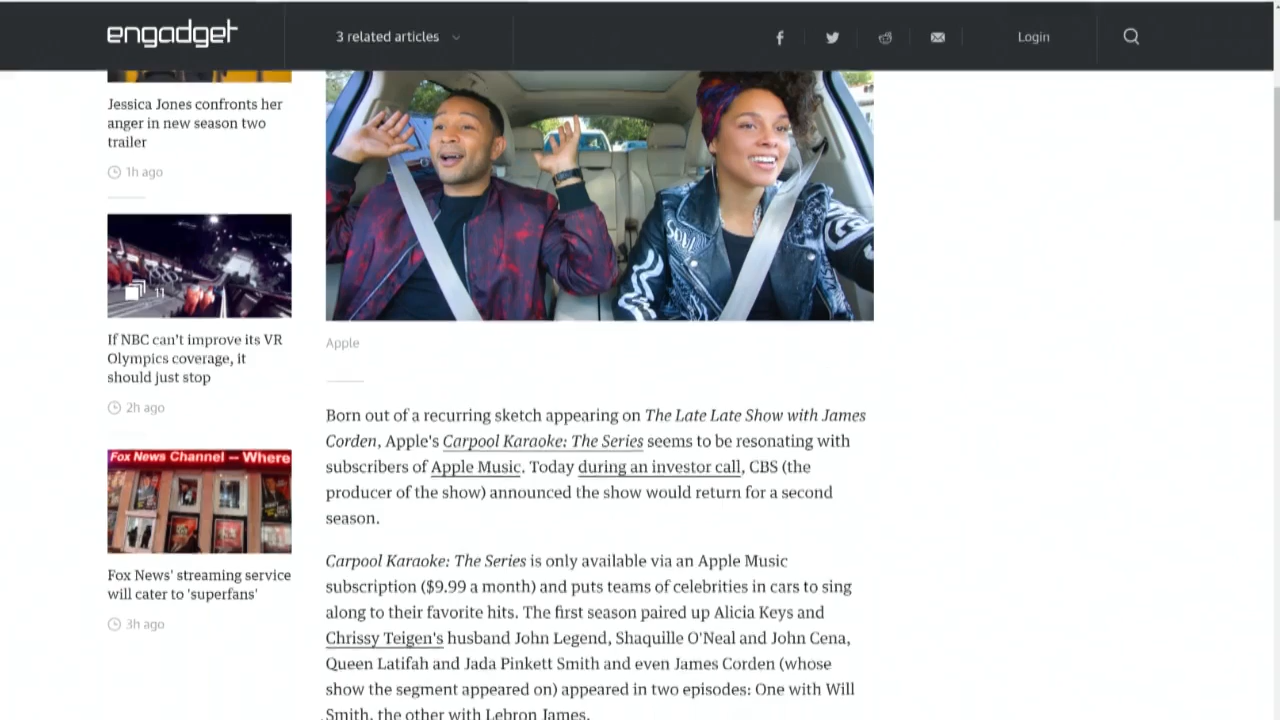 engadget
3 related articles
Login
Jessica Jones confronts her
anger in new season two
trailer
1h ago
11
If NBC can't improve its VR
Olympics coverage, it
should just stop
2h ago
Fox News Channel -- Where
Fox News' streaming service
will cater to 'superfans'
3h ago
SOUL
Apple
Born out of a recurring sketch appearing on The Late Late Show with James
Corden, Apple's Carpool Karaoke: The Series seems to be resonating with
subscribers of Apple Music. Today during an investor call, CBS (the
producer of the show) announced the show would return for a second
season.
Carpool Karaoke: The Series is only available via an Apple Music
subscription ($9.99 a month) and puts teams of celebrities in cars to sing
along to their favorite hits. The first season paired up Alicia Keys and
Chrissy Teigen's husband John Legend, Shaquille O'Neal and John Cena,
Queen Latifah and Jada Pinkett Smith and even James Corden (whose
show the segment appeared on) appeared in two episodes: One with Will
Smith, the other with Lebron James.